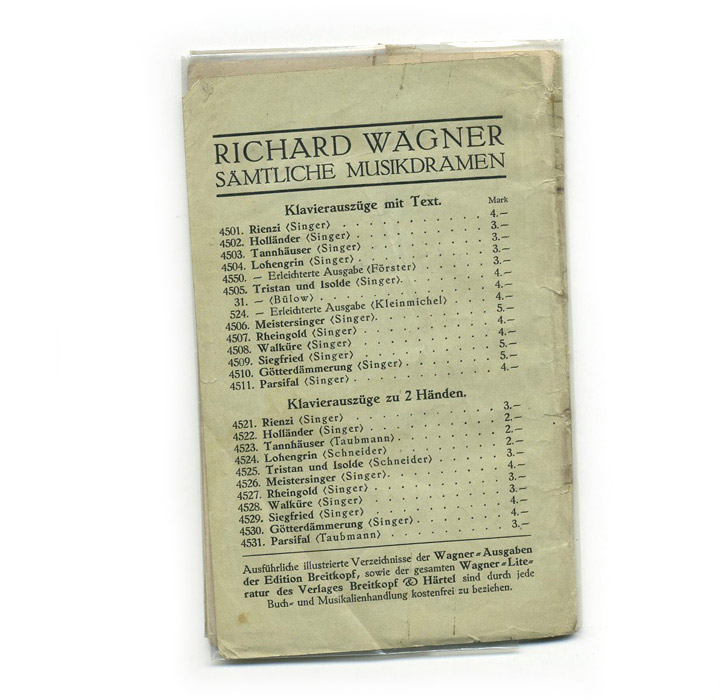 RICHARD WAGNER
SÄMTLICHE MUSIKDRAMEN
Klavierauszüge mit Text. Mark
4501. Rienzi (Singer) . . . . . . . 4.—
4502. Holländer (Singer) . . . . . . . 3.—
4503. Tannhäuser (Singer) . . . . . . . 3.—
4504. Lohengrin (Singer) . . . . . . . 3.—
4550. — Erleichterte Ausgabe (Förster) . . . . 3.—
4505. Tristan und Isolde (Singer) . . . . . 4.—
31. — (Bülow) . . . . . . . 4.—
524. — Erleichterte Ausgabe (Kleinmichel) . . . 4.—
4506. Meistersinger (Singer) . . . . . . 5.—
4507. Rheingold (Singer) . . . . . . . 4.—
4508. Walküre (Singer) . . . . . . . 4.—
4509. Siegfried (Singer) . . . . . . . 5.—
4510. Götterdämmerung (Singer) . . . . . 5.—
4511. Parsifal (Singer) . . . . . . . 4.—
Klavierauszüge zu 2 Händen.
4521. Rienzi (Singer) . . . . . . . 3.—
4522. Holländer (Singer) . . . . . . . 2.—
4523. Tannhäuser (Taubmann) . . . . . . 2.—
4524. Lohengrin (Schneider) . . . . . . 2.—
4525. Tristan und Isolde (Schneider) . . . . 3.—
4526. Meistersinger (Singer) . . . . . . 4.—
4527. Rheingold (Singer) . . . . . . . 3.—
4528. Walküre (Singer) . . . . . . . 4.—
4529. Siegfried (Singer) . . . . . . . 4.—
4530. Götterdämmerung (Singer) . . . . . 4.—
4531. Parsifal (Taubmann) . . . . . . 3.—
Ausführliche illustrierte Verzeichnisse der Wagner=Ausgaben
der Edition Breitkopf, sowie der gesamten Wagner=Lite=
ratur des Verlages Breitkopf & Härtel sind durch jede
Buch= und Musikalienhandlung kostenfrei zu beziehen.